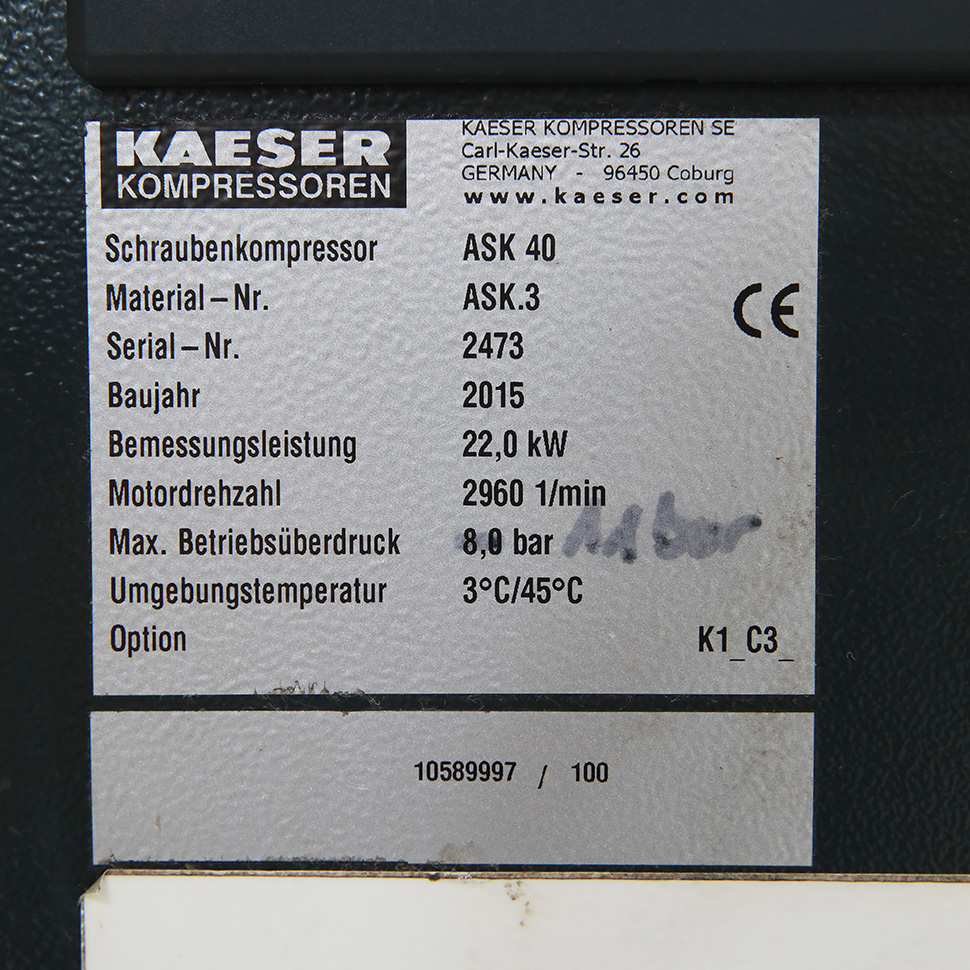 KAESER
KOMPRESSOREN
KAESER KOMPRESSOREN SE
Carl-Kaeser-Str. 26
GERMANY - 96450 Coburg
www.kaeser.com
Schraubenkompressor ASK 40
Material – Nr. ASK.3
CE
Serial – Nr. 2473
Baujahr 2015
Bemessungsleistung 22,0 kW
Motordrehzahl 2960 1/min
Max. Betriebsüberdruck 8,0 bar 11 bar
Umgebungstemperatur 3°C/45°C
Option K1_C3_
10589997 / 100